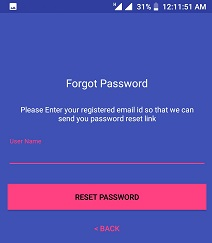 31% 12:11:51 AM
Forgot Password
Please Enter your registered email id so that we can
send you password reset link
User Name
RESET PASSWORD
< BACK